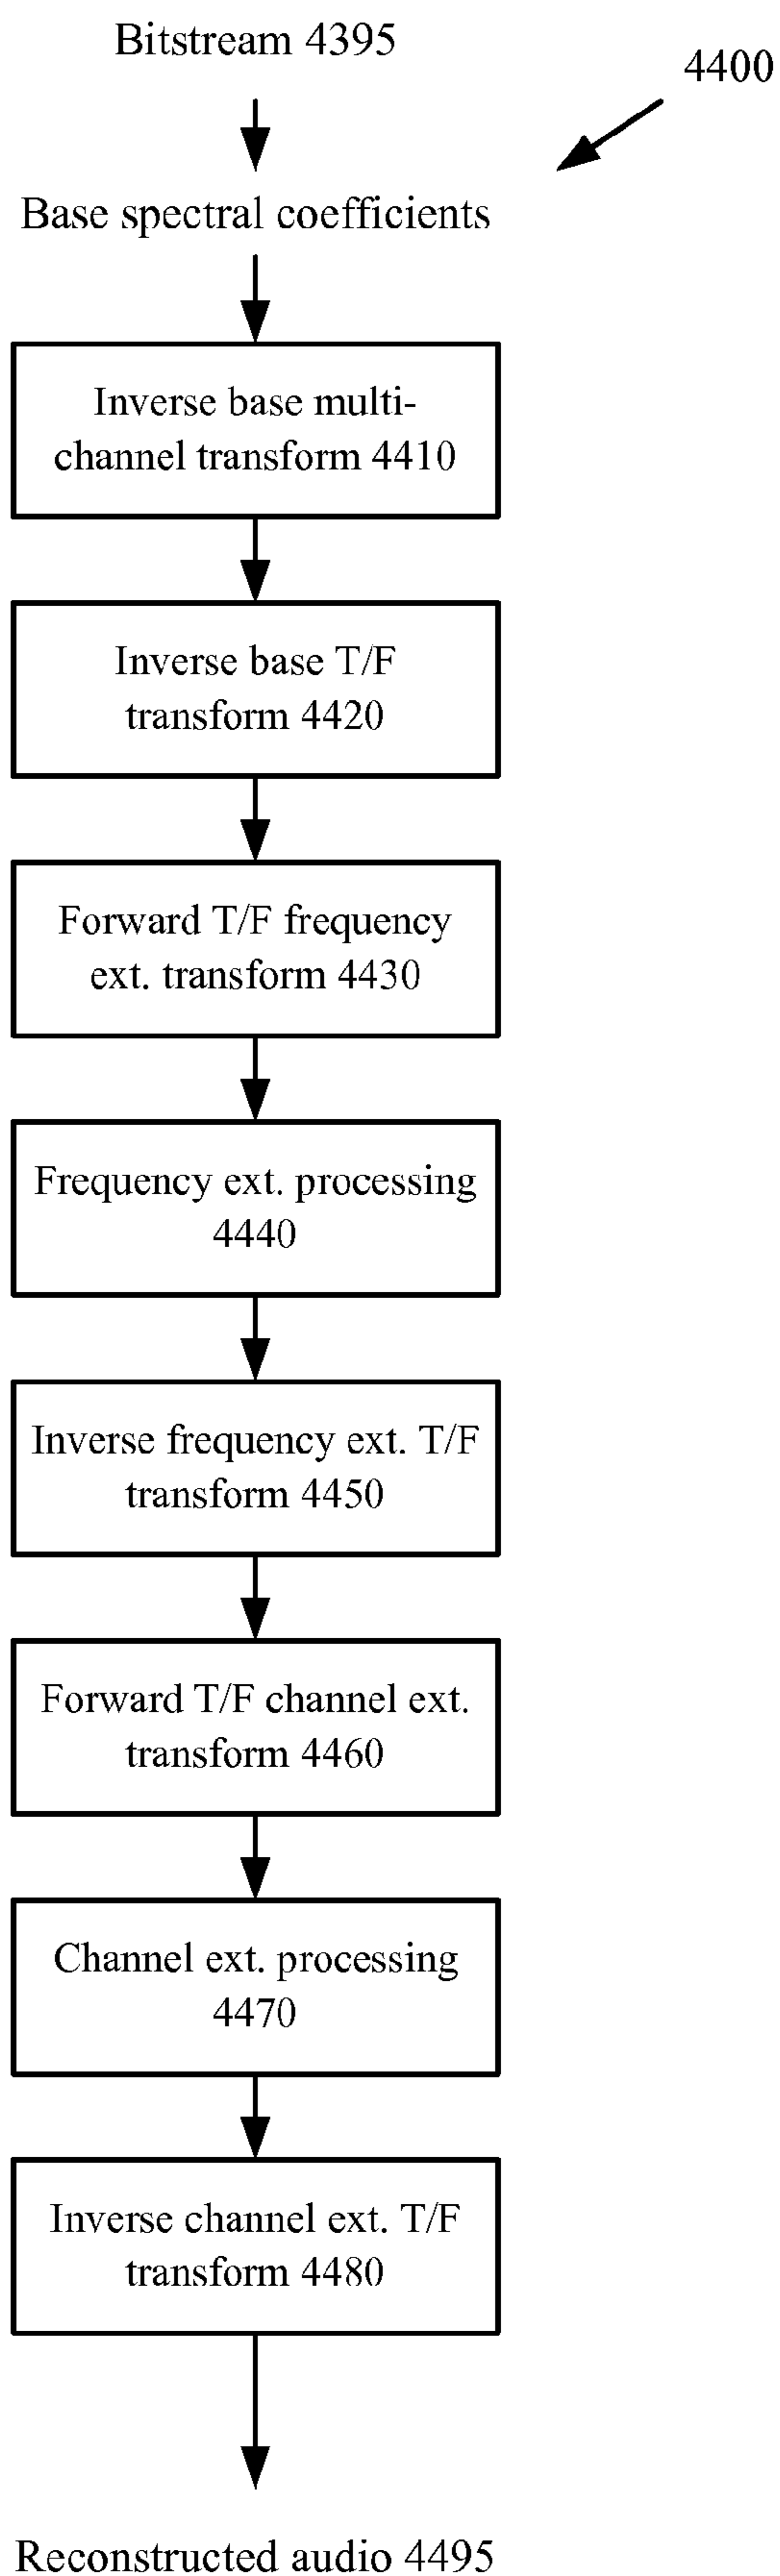 Bitstream 4395
4400
Base spectral coefficients
Inverse base multi-
channel transform 4410
Inverse base T/F
transform 4420
Forward T/F frequency
ext. transform 4430
Frequency ext. processing
4440
Inverse frequency ext. T/F
transform 4450
Forward T/F channel ext.
transform 4460
Channel ext. processing
4470
Inverse channel ext. T/F
transform 4480
Reconstructed audio 4495